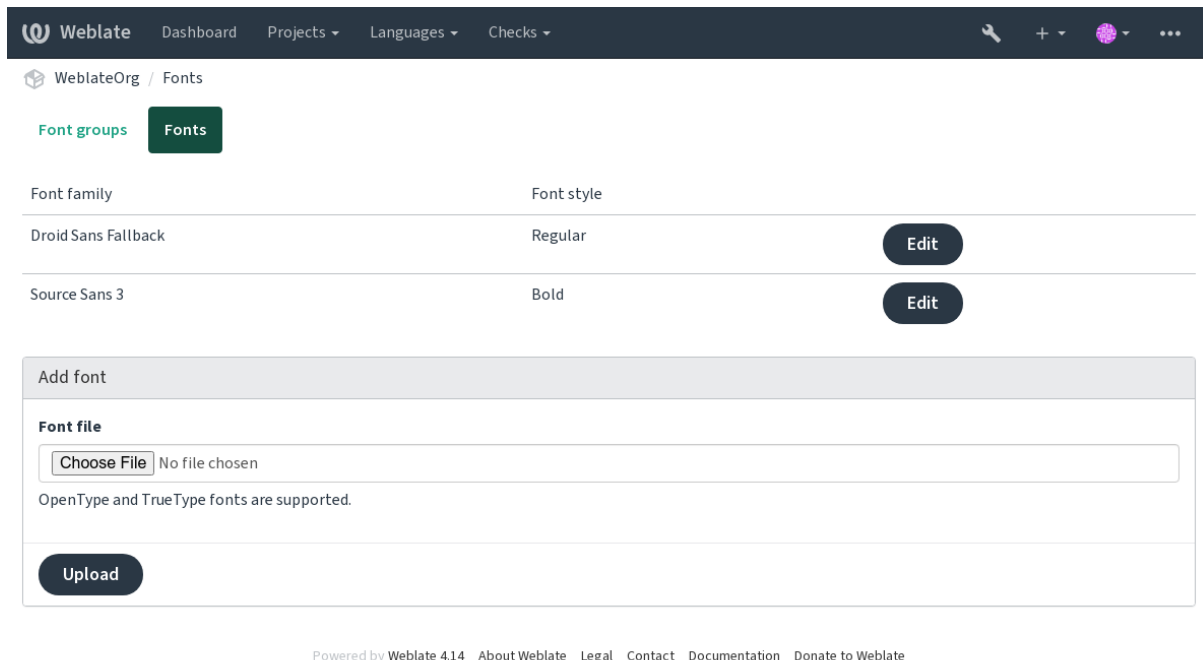 Weblate Dashboard Projects Languages Checks
WeblateOrg / Fonts
Font groups Fonts
Font family Font style
Droid Sans Fallback Regular Edit
Source Sans 3 Bold Edit
Add font
Font file
Choose File No file chosen
OpenType and TrueType fonts are supported.
Upload
Powered by Weblate 4.14 About Weblate Legal Contact Documentation Donate to Weblate